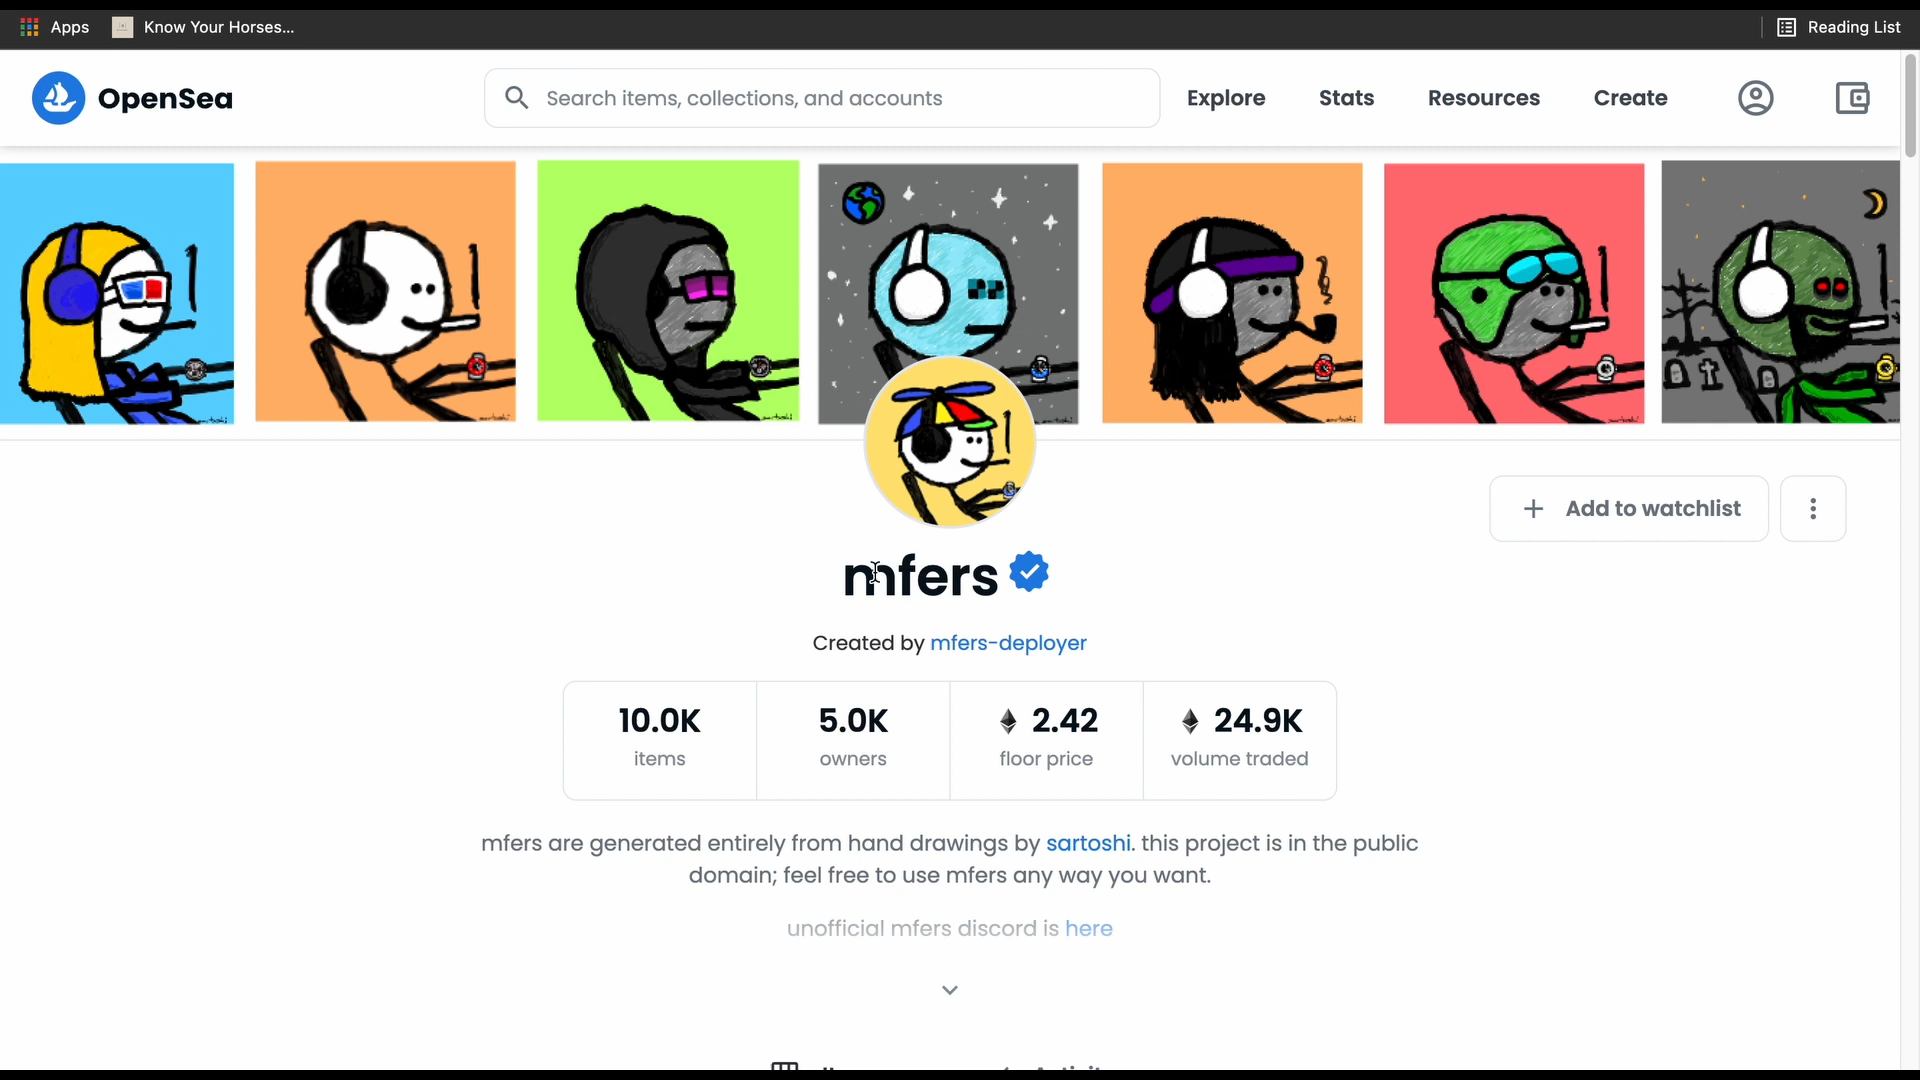 Apps
Know Your Horses...
Reading List
OpenSea
Search items, collections, and accounts
Explore
Stats
Resources
Create
Add to watchlist
mfers
Created by mfers-deployer
10.0K
items
5.0K
owners
2.42
floor price
24.9K
volume traded
mfers are generated entirely from hand drawings by sartoshi. this project is in the public
domain; feel free to use mfers any way you want.
unofficial mfers discord is here